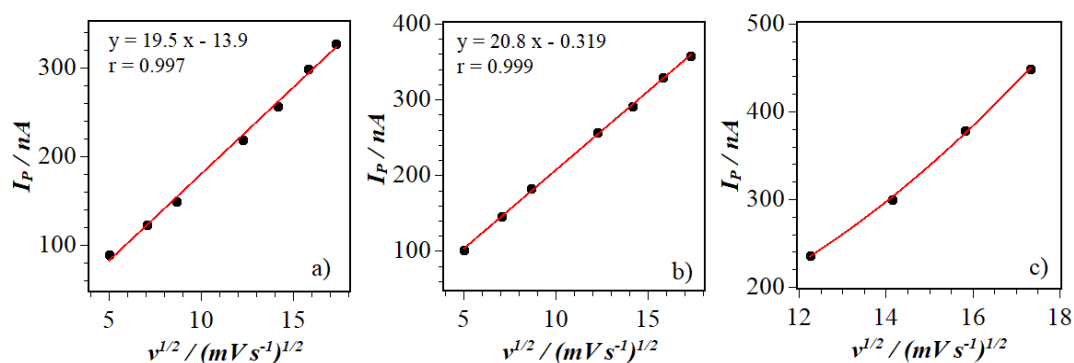 y = 19.5 x - 13.9
r = 0.997
300
200
100
I_P / nA
5
10
15
a)
v^{1/2} / (mV s^{-1})^{1/2}
y = 20.8 x - 0.319
r = 0.999
400
300
200
100
I_P / nA
5
10
15
b)
v^{1/2} / (mV s^{-1})^{1/2}
500
400
300
200
I_P / nA
12
14
16
18
c)
v^{1/2} / (mV s^{-1})^{1/2}